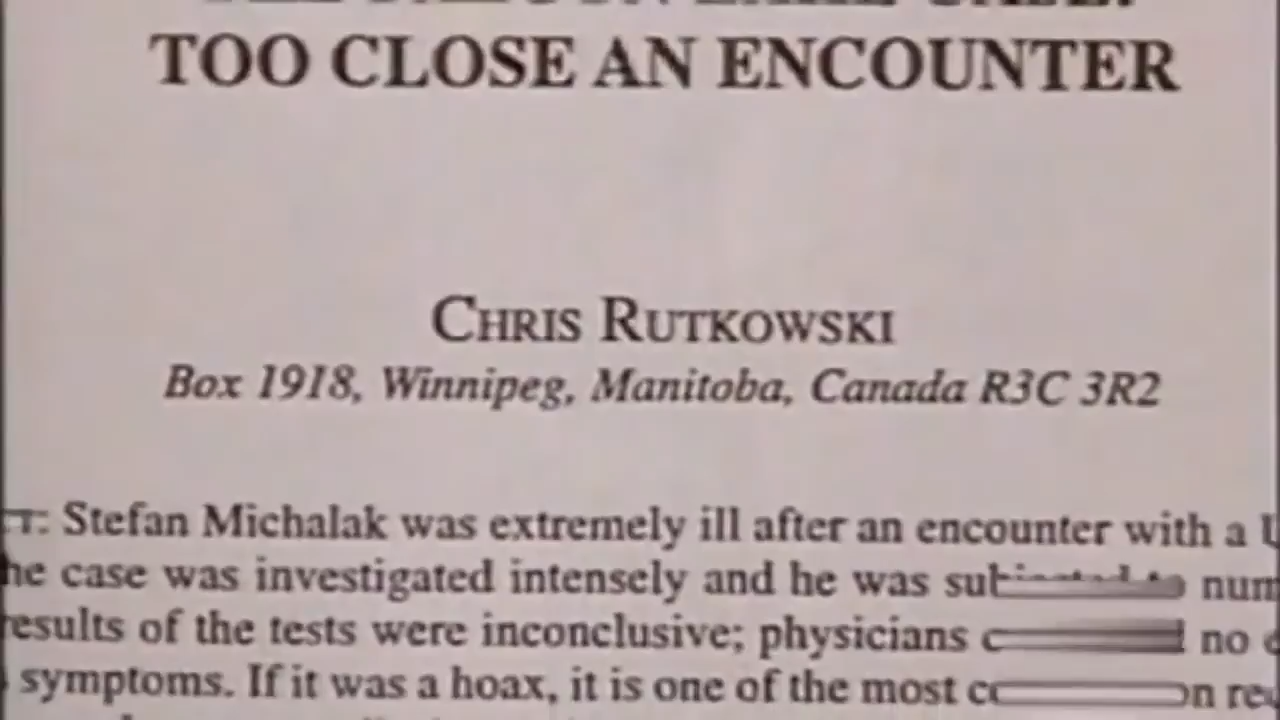 TOO CLOSE AN ENCOUNTER
CHRIS RUTKOWSKI
Box 1918, Winnipeg, Manitoba, Canada R3C 3R2
Stefan Michalak was extremely ill after an encounter with a
he case was investigated intensely and he was num
esults of the tests were inconclusive; physicians no
symptoms. If it was a hoax, it is one of the most